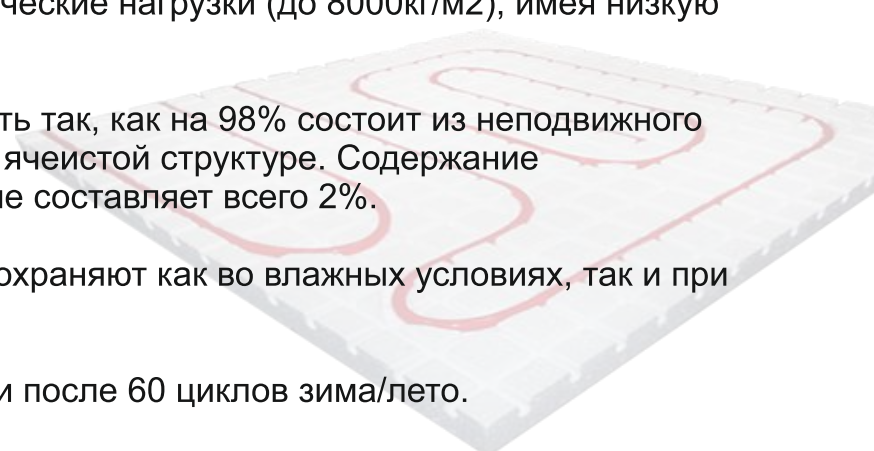 ческие нагрузки (до 8000кг/м2), имея низкую
ть так, как на 98% состоит из неподвижного
ячеистой структуре. Содержание
е составляет всего 2%.
охраняют как во влажных условиях, так и при
и после 60 циклов зима/лето.